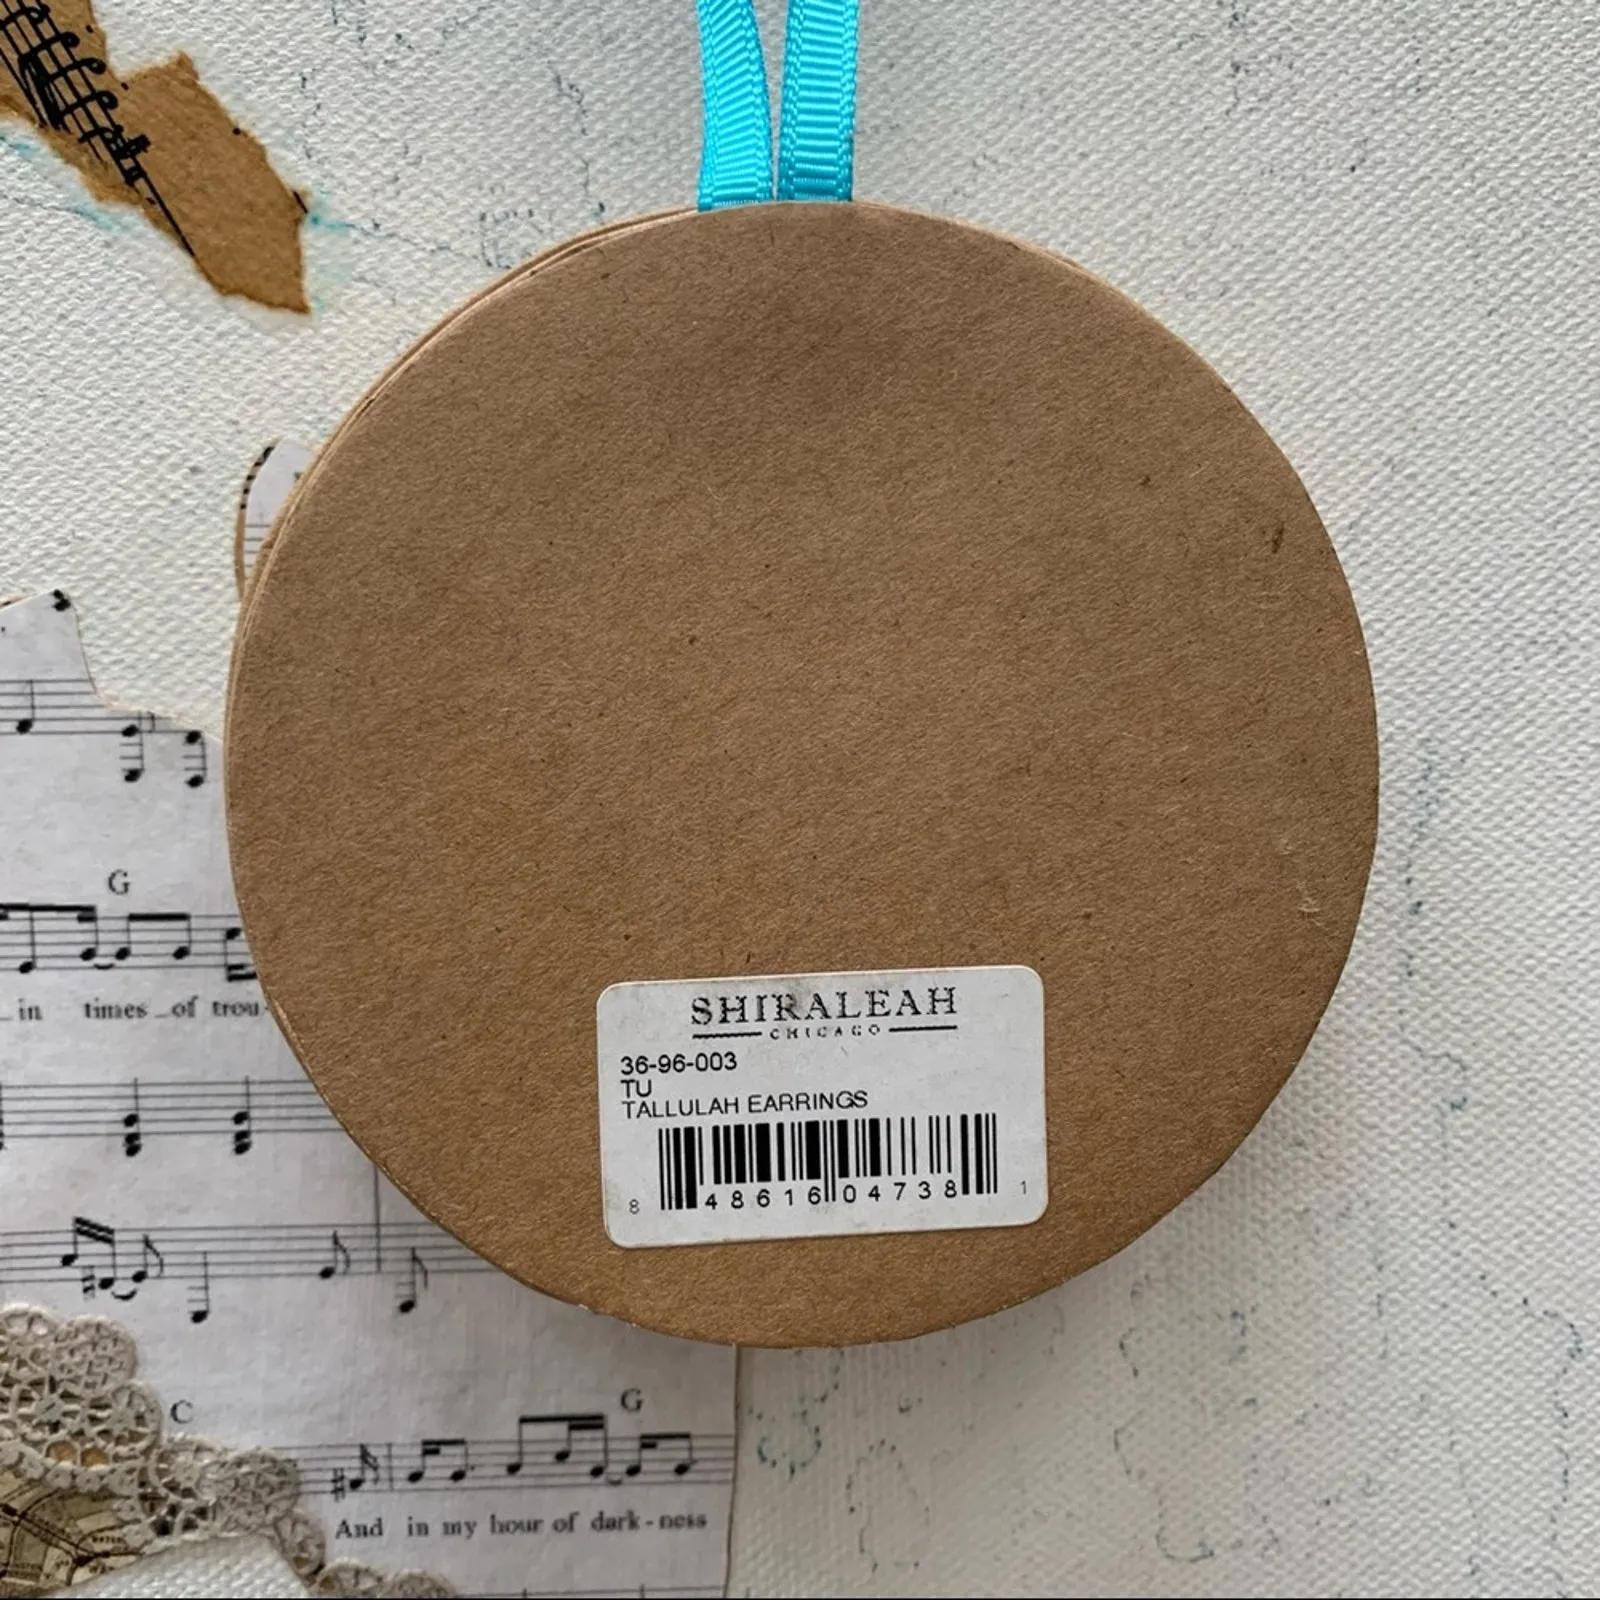 G
in times of trou-
SHIRALEAH
CHICAGO
36-96-003
TU
TALLULAH EARRINGS
8 48616 04738 1
C G
And in my hour of dark-ness